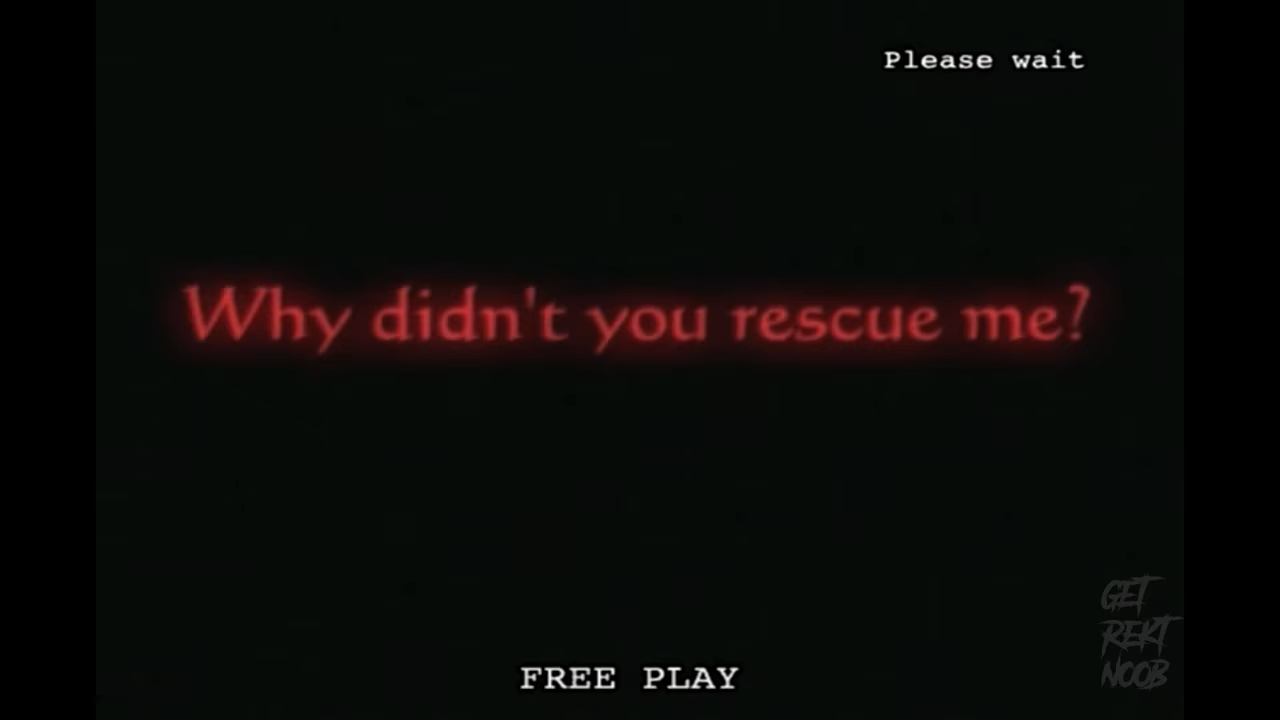 Please wait
Why didn't you rescue me?
FREE PLAY
GET
REKT
NOOB